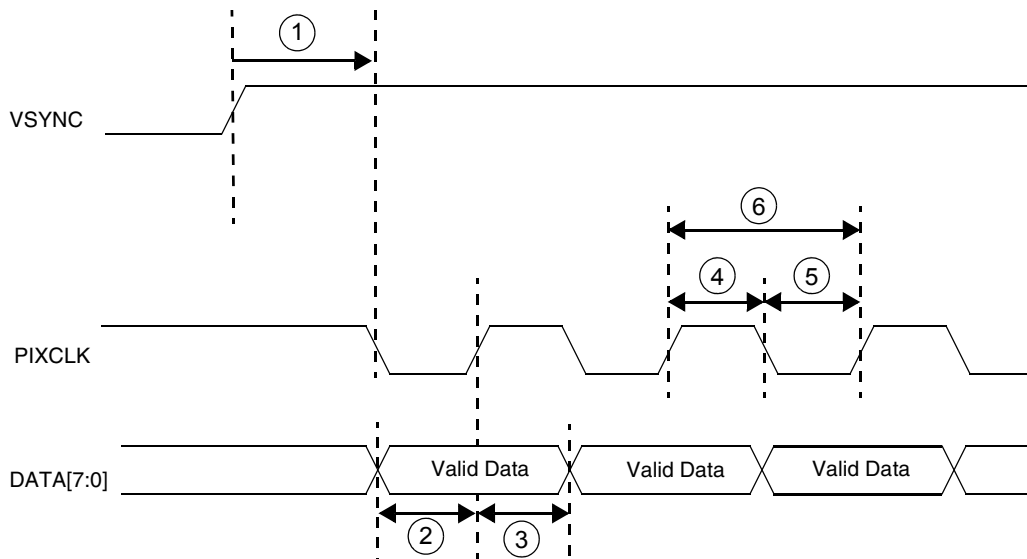 1
VSYNC
6
4 5
PIXCLK
DATA[7:0] Valid Data Valid Data Valid Data
2 3